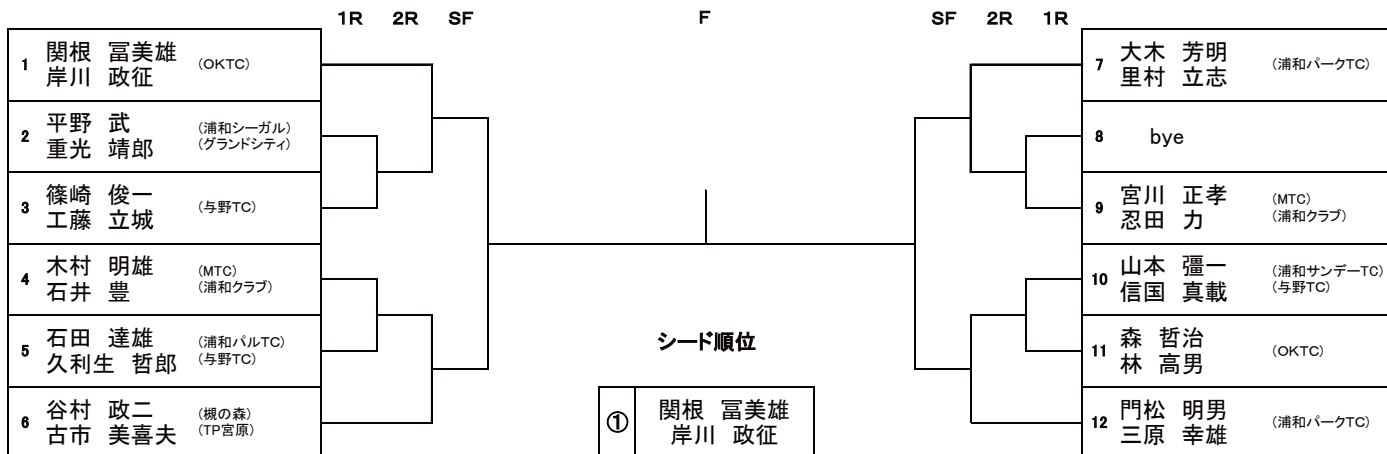 1R 2R SF F SF 2R 1R
1 関根 冨美雄 (OKTC)
岸川 政征
2 平野 武 (浦和シーガル)
重光 靖郎 (グランドシティ)
3 篠崎 俊一 (与野TC)
工藤 立城
4 木村 明雄 (MTC)
石井 豊 (浦和クラブ)
5 石田 達雄 (浦和パルTC)
久利生 哲郎 (与野TC)
6 谷村 政二 (槻の森)
古市 美喜夫 (TP宮原)
シード順位
① 関根 冨美雄
岸川 政征
7 大木 芳明 (浦和パークTC)
里村 立志
8 bye
9 宮川 正孝 (MTC)
忍田 力 (浦和クラブ)
10 山本 彊一 (浦和サンデーTC)
信国 真載 (与野TC)
11 森 哲治 (OKTC)
林 高男
12 門松 明男 (浦和パークTC)
三原 幸雄